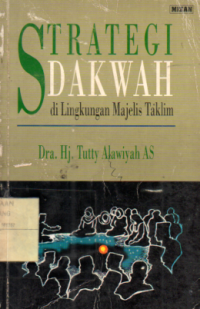 MIZAN
STRATEGI
DAKWAH
di Lingkungan Majelis Taklim
Dra. Hj. Tutty Alawiyah AS